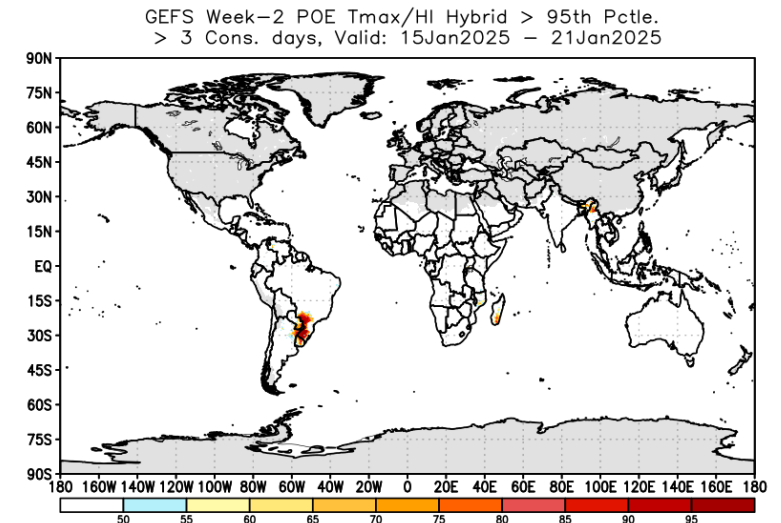 GEFS Week-2 POE Tmax/HI Hybrid > 95th Pctle.
> 3 Cons. days, Valid: 15Jan2025 - 21Jan2025
90N
75N
60N
45N
30N
15N
EQ
15S
30S
45S
60S
75S
90S
180 160W 140W 120W 100W 80W 60W 40W 20W 0 20E 40E 60E 80E 100E 120E 140E 160E 180
50 55 60 65 70 75 80 85 90 95